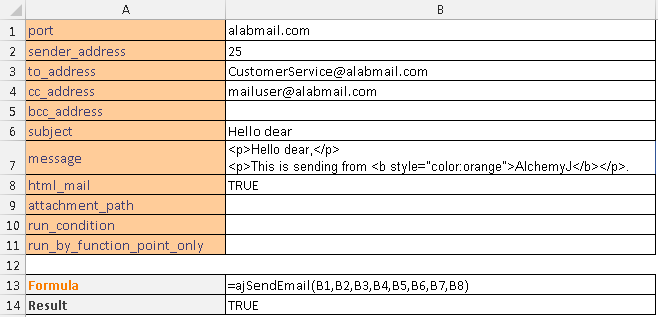 A B
1 port alabmail.com
2 sender_address 25
3 to_address CustomerService@alabmail.com
4 cc_address mailuser@alabmail.com
5 bcc_address
6 subject Hello dear
7 message <p>Hello dear,</p>
<p>This is sending from <b style="color:orange">AlchemyJ</b></p>.
8 html_mail TRUE
9 attachment_path
10 run_condition
11 run_by_function_point_only
12
13 Formula =ajSendEmail(B1,B2,B3,B4,B5,B6,B7,B8)
14 Result TRUE